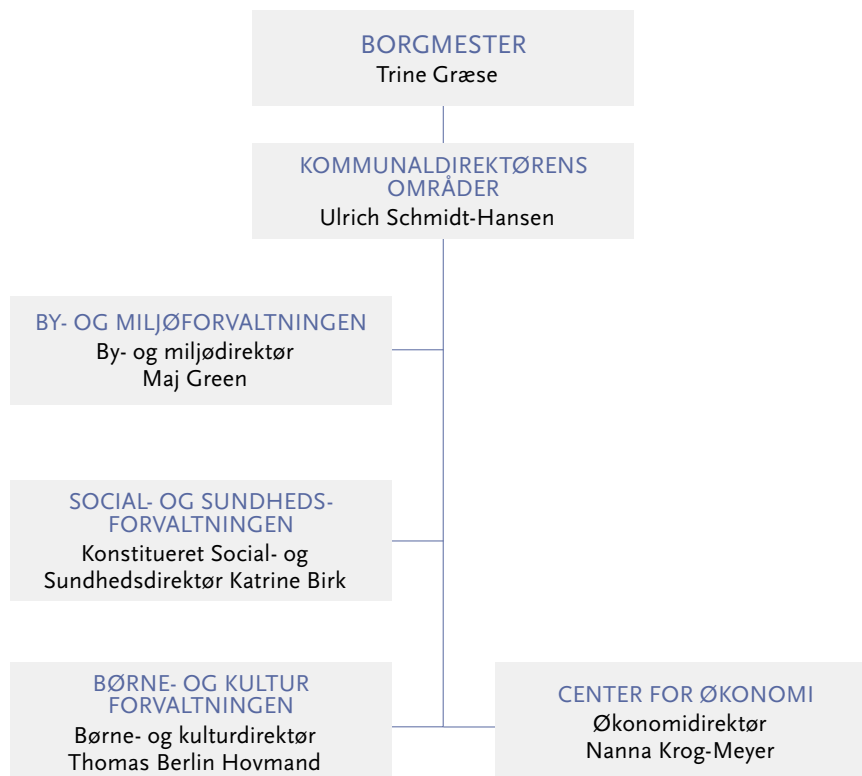 BORGMESTER
Trine Græse
KOMMUNALDIREKTØRENS
OMRÅDER
Ulrich Schmidt-Hansen
BY- OG MILJØFORVALTNINGEN
By- og miljødirektør
Maj Green
SOCIAL- OG SUNDHEDS-
FORVALTNINGEN
Konstitueret Social- og
Sundhedsdirektør Katrine Birk
BØRNE- OG KULTUR
FORVALTNINGEN
Børne- og kulturdirektør
Thomas Berlin Hovmand
CENTER FOR ØKONOMI
Økonomidirektør
Nanna Krog-Meyer